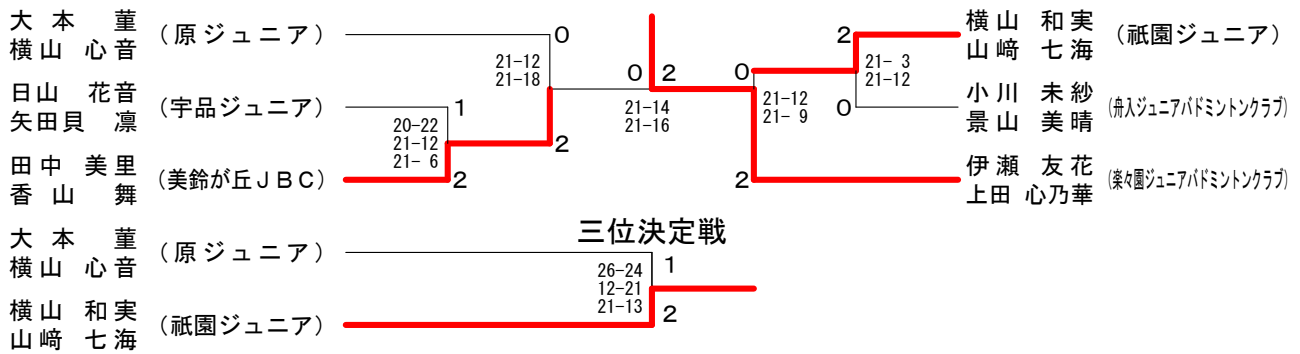 大本 菫
横山 心音
(原ジュニア)
0
21-12
21-18
日山 花音
矢田貝 凛
(宇品ジュニア)
1
20-22
21-12
21- 6
2
田中 美里
香山 舞
(美鈴が丘JBC)
2
0
2
21-14
21-16
0
21-12
21- 9
2
2
21- 3
21-12
0
横山 和実
山﨑 七海
(祇園ジュニア)
小川 未紗
景山 美晴
(舟入ジュニアバドミントンクラブ)
伊瀬 友花
上田 心乃華
(楽々園ジュニアバドミントンクラブ)
三位決定戦
大本 菫
横山 心音
(原ジュニア)
1
26-24
12-21
21-13
2
横山 和実
山﨑 七海
(祇園ジュニア)